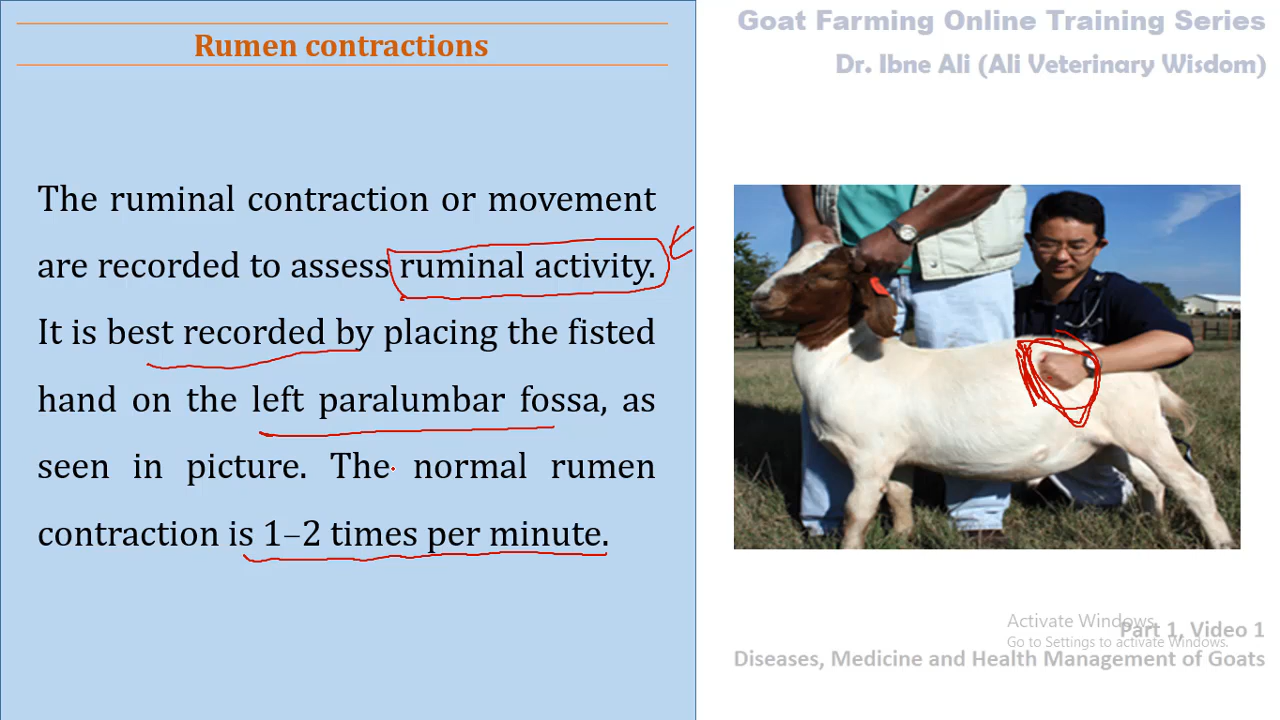 Rumen contractions
The ruminal contraction or movement
are recorded to assess ruminal activity.
It is best recorded by placing the fisted
hand on the left paralumbar fossa, as
seen in picture. The normal rumen
contraction is 1–2 times per minute.
Goat Farming Online Training Series
Dr. Ibne Ali (Ali Veterinary Wisdom)
Activate Windows
Part 1, Video 1
Go to Settings to activate Windows.
Diseases, Medicine and Health Management of Goats